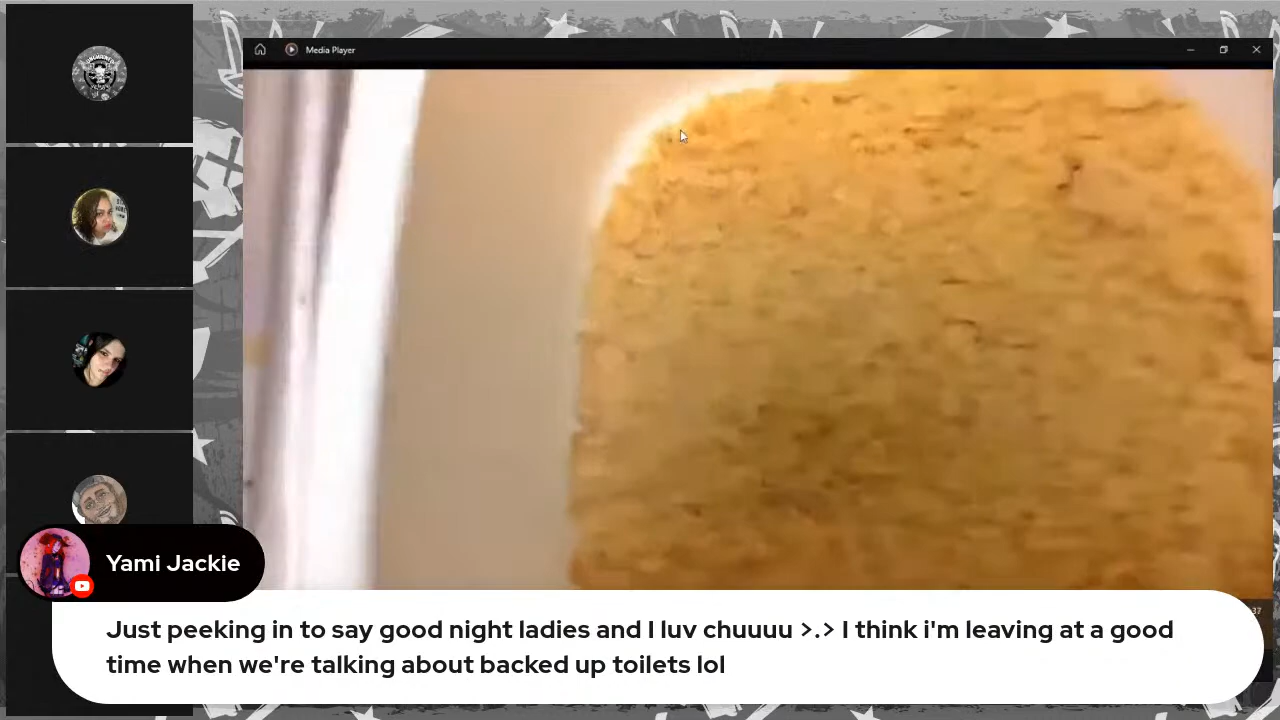 Media Player
37
Yami Jackie
Just peeking in to say good night ladies and I luv chuuuu >.> I think i'm leaving at a good
time when we're talking about backed up toilets lol